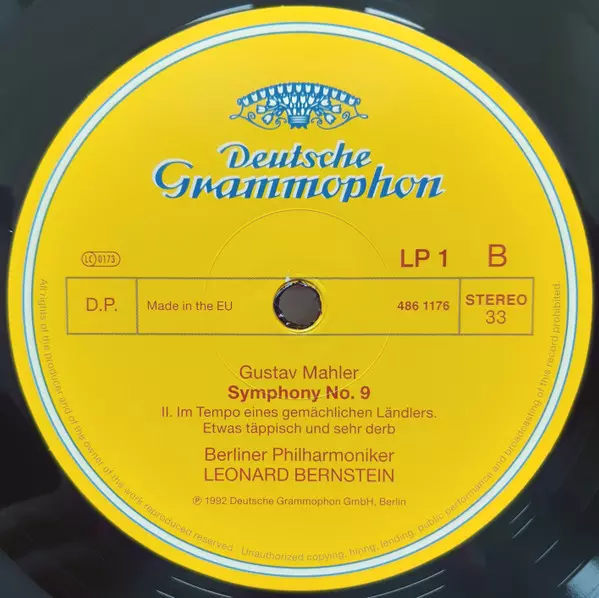 Deutsche
Grammophon
LC 0173
LP 1 B
D.P.
Made in the EU
486 1176
STEREO
33
Gustav Mahler
Symphony No. 9
II. Im Tempo eines gemächlichen Ländlers.
Etwas täppisch und sehr derb
Berliner Philharmoniker
LEONARD BERNSTEIN
℗ 1992 Deutsche Grammophon GmbH, Berlin
All rights of the producer and of the owner of the work reproduced reserved. Unauthorized copying, hiring, lending, public performance and broadcasting of this record prohibited.